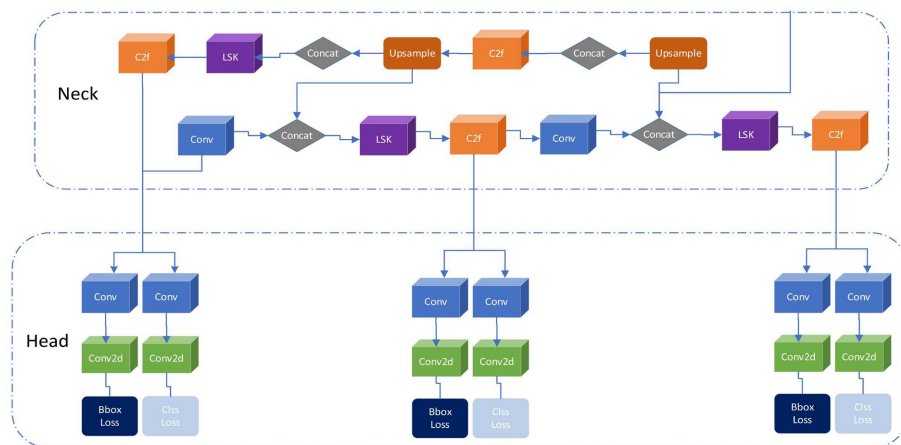 C2f
LSK
Concat
Upsample
C2f
Concat
Upsample
Neck
Conv
Concat
LSK
C2f
Conv
Concat
LSK
C2f
Head
Conv
Conv
Conv
Conv
Conv
Conv
Conv2d
Conv2d
Conv2d
Conv2d
Conv2d
Conv2d
Bbox
Loss
Clss
Loss
Bbox
Loss
Clss
Loss
Bbox
Loss
Clss
Loss